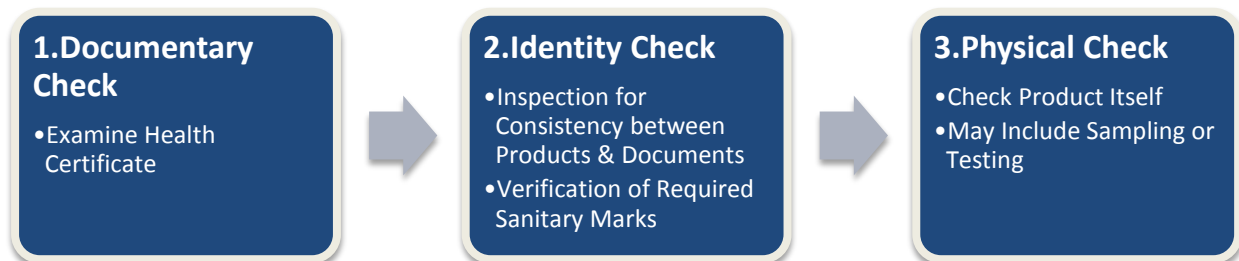 1.Documentary
Check
•Examine Health
Certificate
2.Identity Check
•Inspection for
Consistency between
Products & Documents
•Verification of Required
Sanitary Marks
3.Physical Check
•Check Product Itself
•May Include Sampling or
Testing